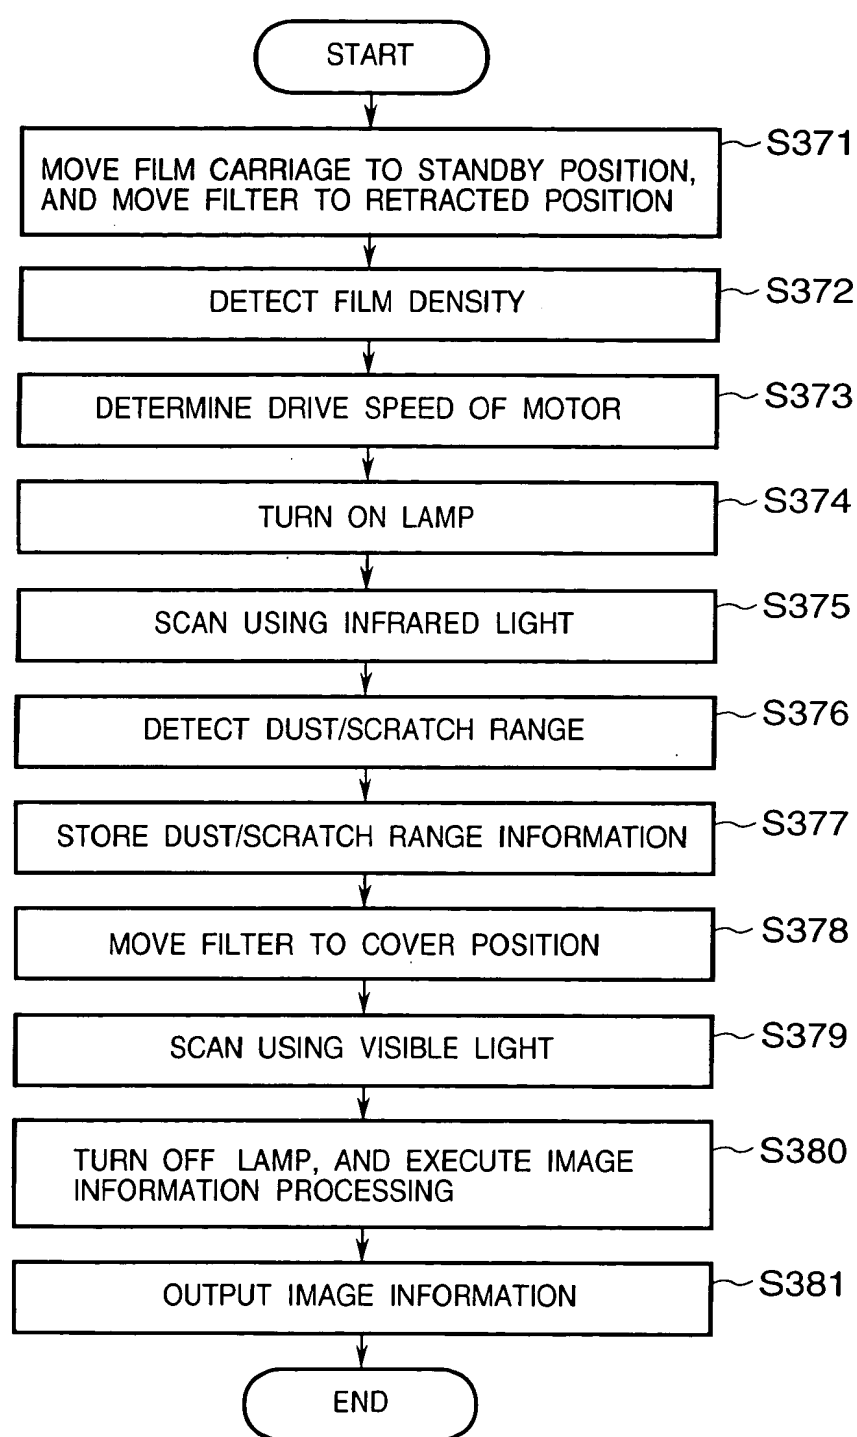 START
MOVE FILM CARRIAGE TO STANDBY POSITION,
AND MOVE FILTER TO RETRACTED POSITION
S371
DETECT FILM DENSITY
S372
DETERMINE DRIVE SPEED OF MOTOR
S373
TURN ON LAMP
S374
SCAN USING INFRARED LIGHT
S375
DETECT DUST/SCRATCH RANGE
S376
STORE DUST/SCRATCH RANGE INFORMATION
S377
MOVE FILTER TO COVER POSITION
S378
SCAN USING VISIBLE LIGHT
S379
TURN OFF LAMP, AND EXECUTE IMAGE
INFORMATION PROCESSING
S380
OUTPUT IMAGE INFORMATION
S381
END